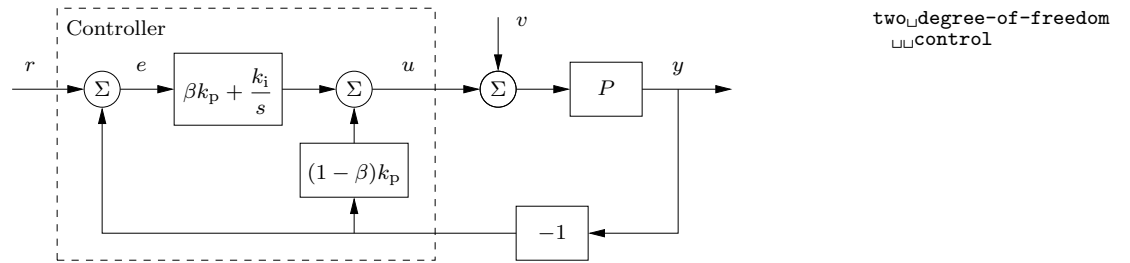 Controller
r
Σ
e
βk_p + k_i/s
Σ
u
v
Σ
P
y
(1 − β)k_p
−1
two␣degree-of-freedom
␣␣control